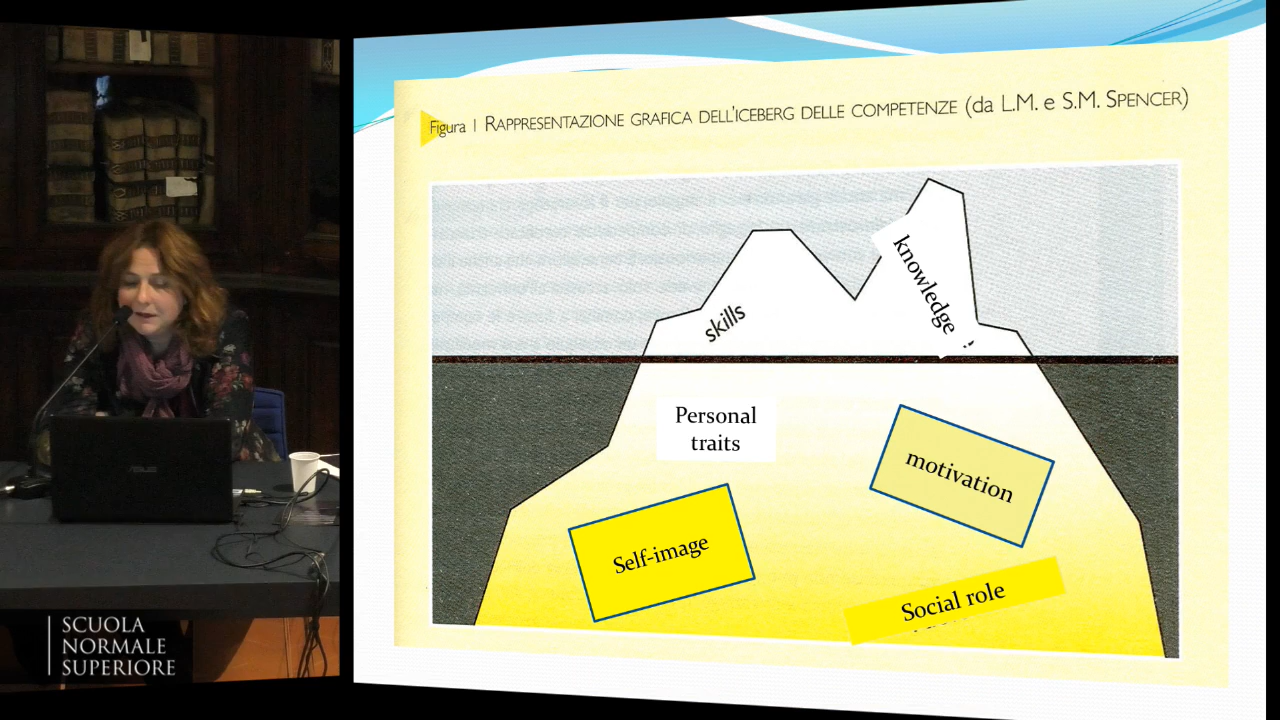 Figura 1 RAPPRESENTAZIONE GRAFICA DELL'ICEBERG DELLE COMPETENZE (da L.M. e S.M. SPENCER)
skills
knowledge
Personal
traits
motivation
Self-image
Social role
ASUS
SCUOLA
NORMALE
SUPERIORE